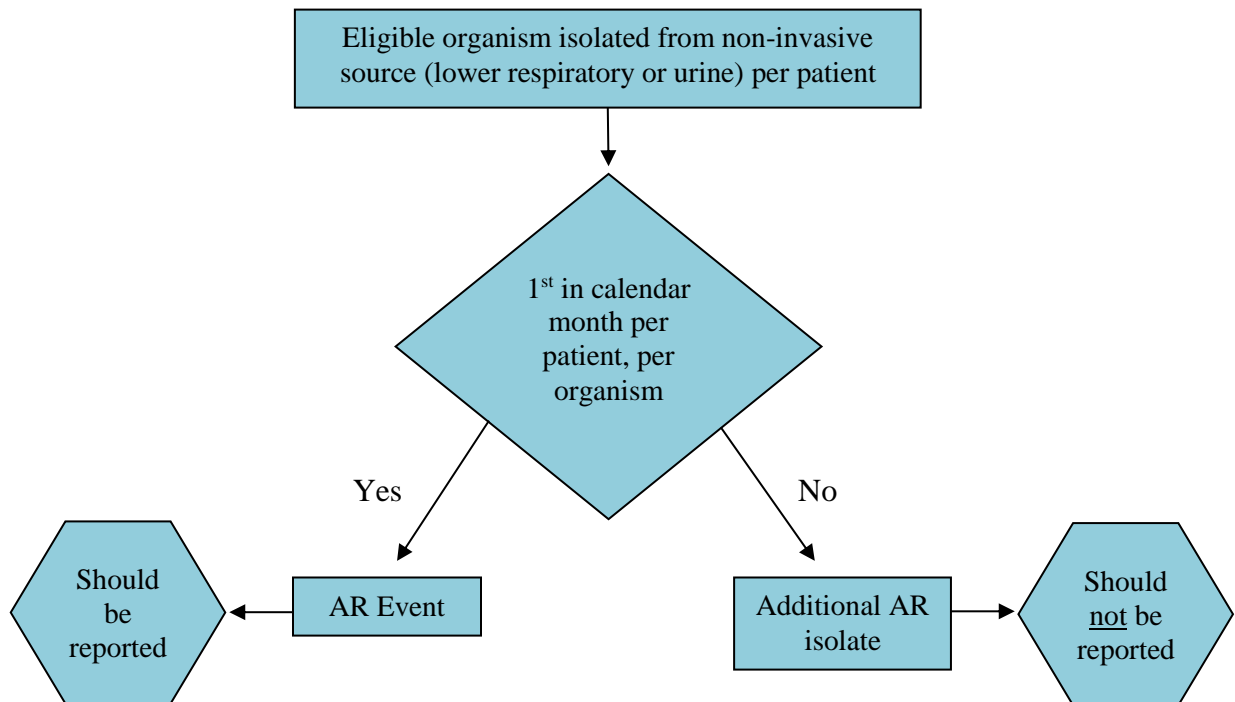 Eligible organism isolated from non-invasive
source (lower respiratory or urine) per patient
1st in calendar
month per
patient, per
organism
Yes
No
Should
be
reported
AR Event
Additional AR
isolate
Should
not be
reported